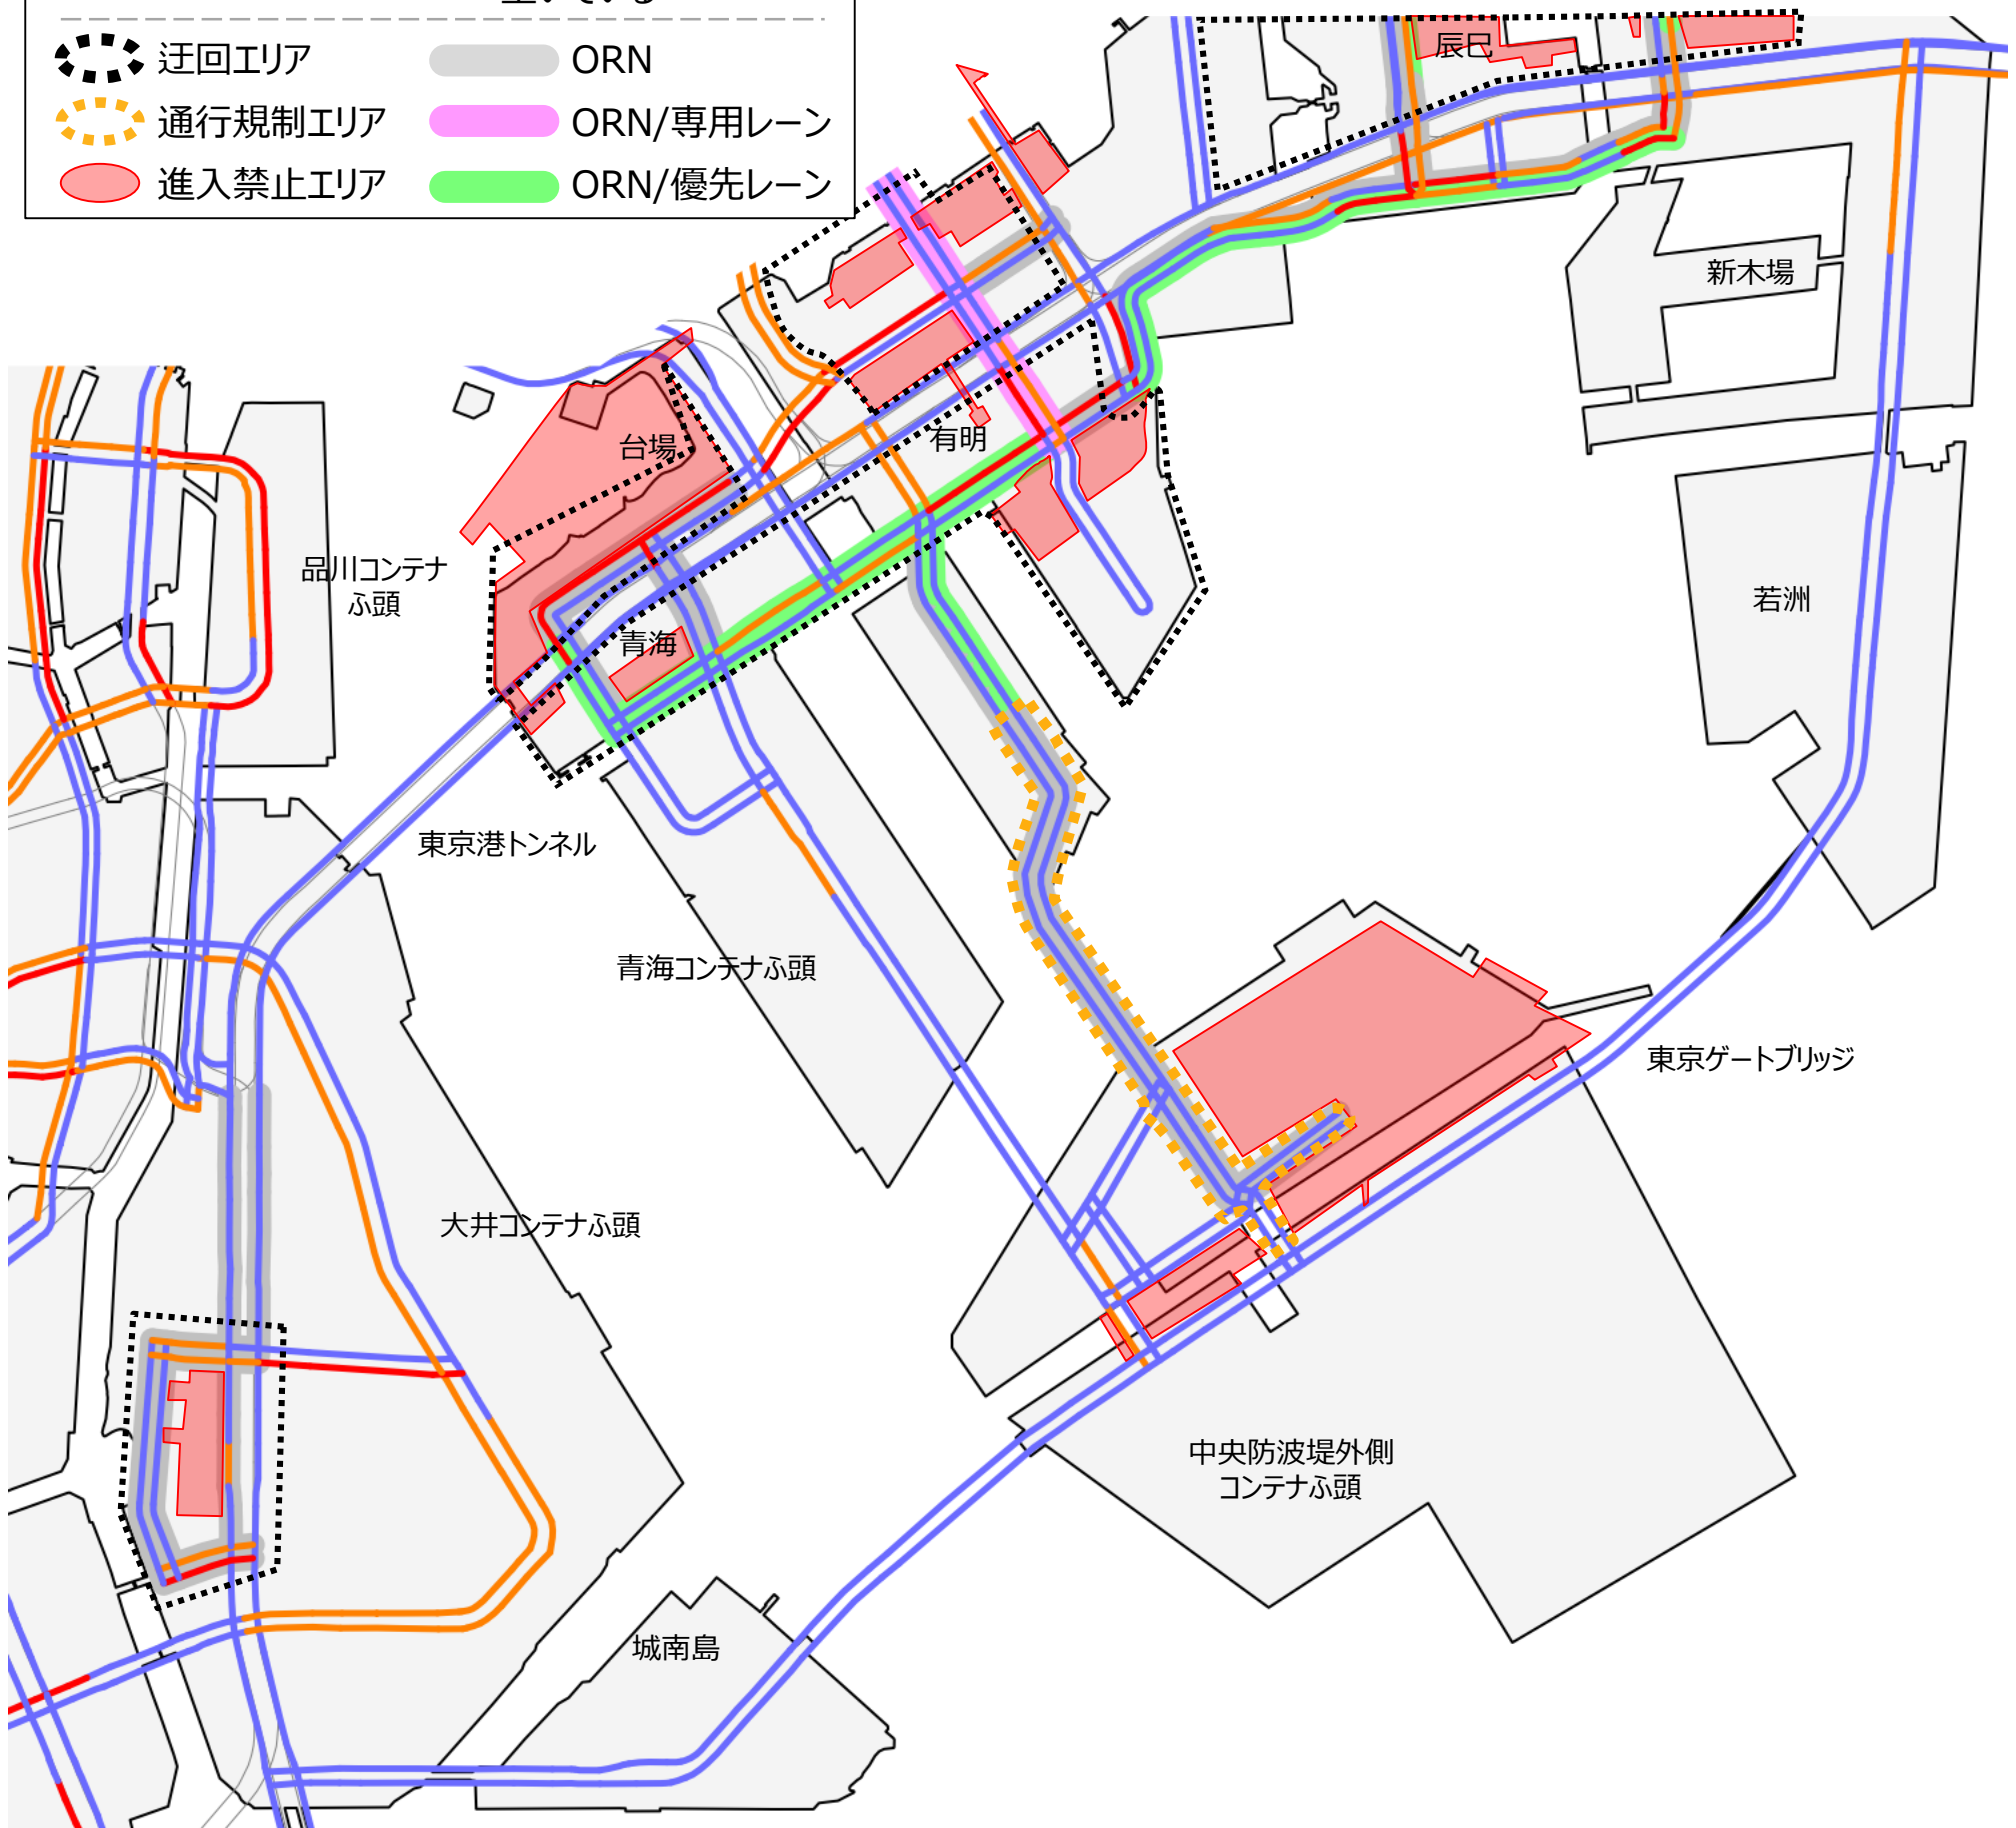 空いている
迂回エリア
ORN
通行規制エリア
ORN/専用レーン
進入禁止エリア
ORN/優先レーン
辰巳
新木場
有明
台場
品川コンテナ
ふ頭
若洲
青海
東京港トンネル
青海コンテナふ頭
東京ゲートブリッジ
大井コンテナふ頭
中央防波堤外側
コンテナふ頭
城南島